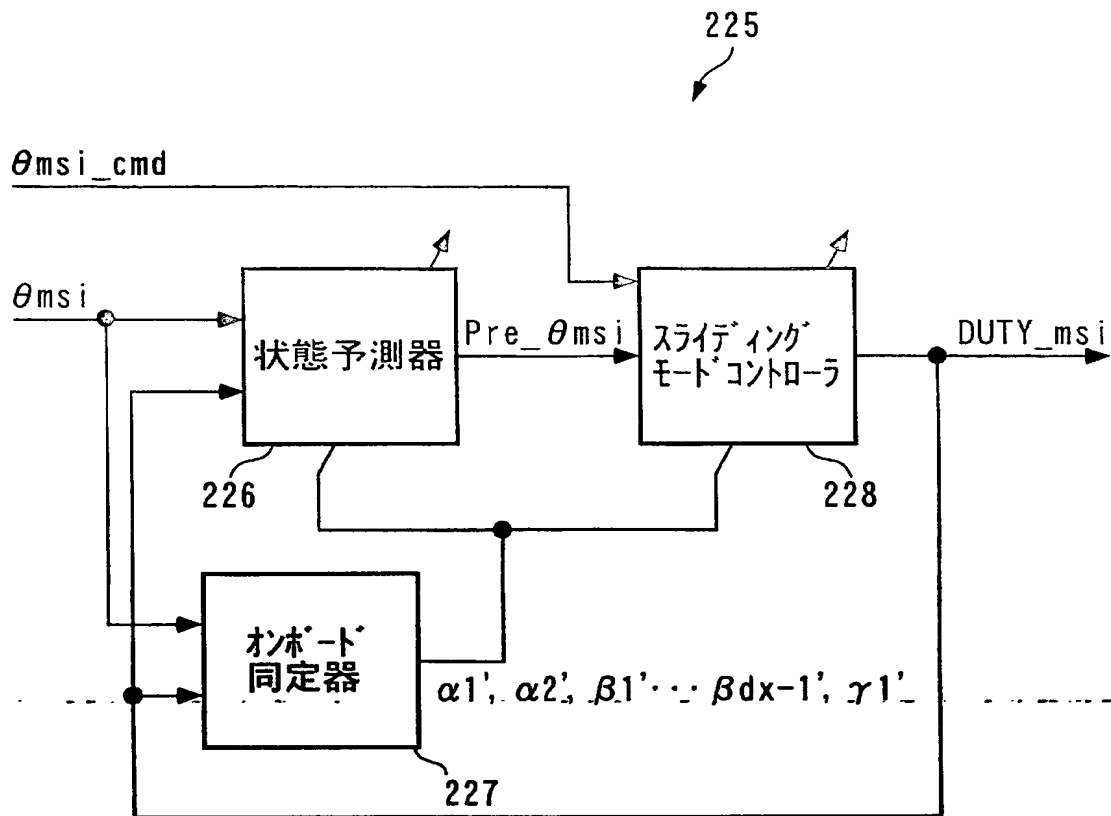 225
θmsi_cmd
θmsi
状態予測器
Pre_θmsi
スライディング
モードコントローラ
DUTY_msi
226
228
オンボード
同定器
α1', α2', β1'・・・βdx-1', γ1'
227